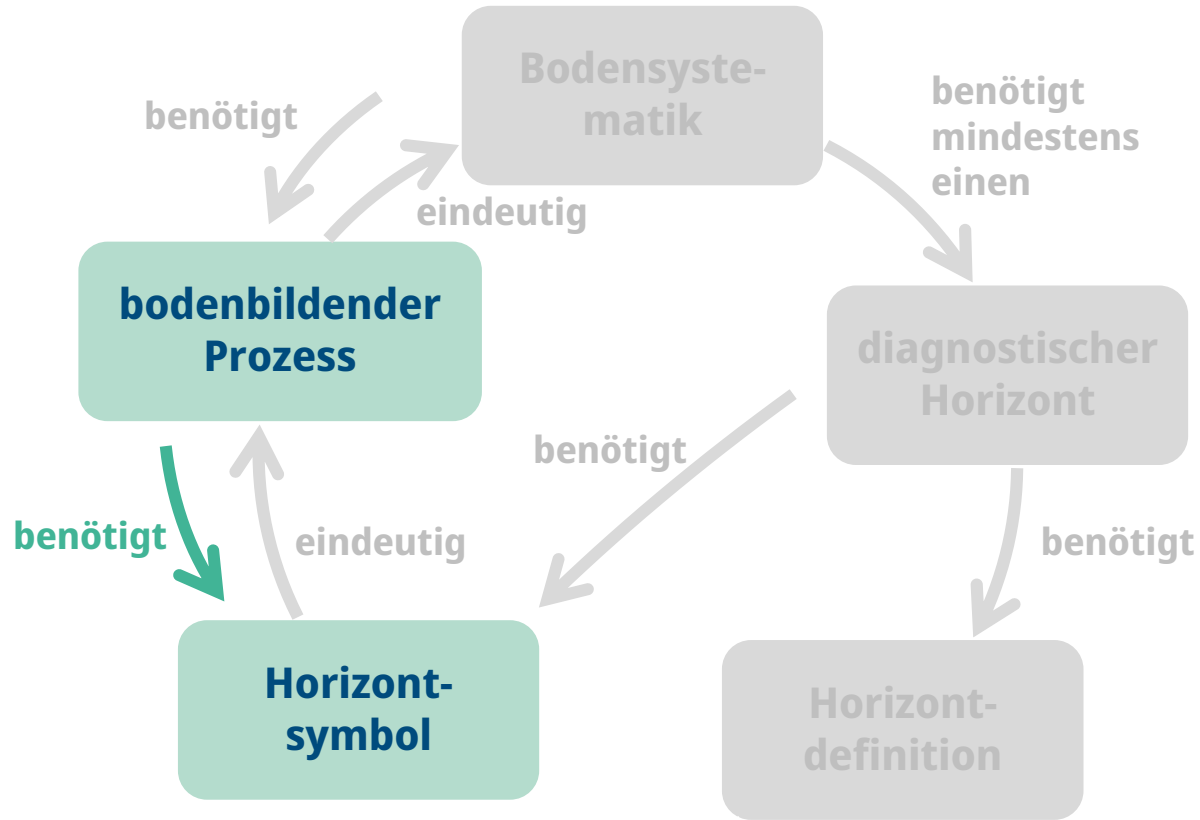 Bodensyste-
matik
benötigt
benötigt
mindestens
einen
eindeutig
bodenbildender
Prozess
diagnostischer
Horizont
benötigt
benötigt
eindeutig
benötigt
Horizont-
symbol
Horizont-
definition